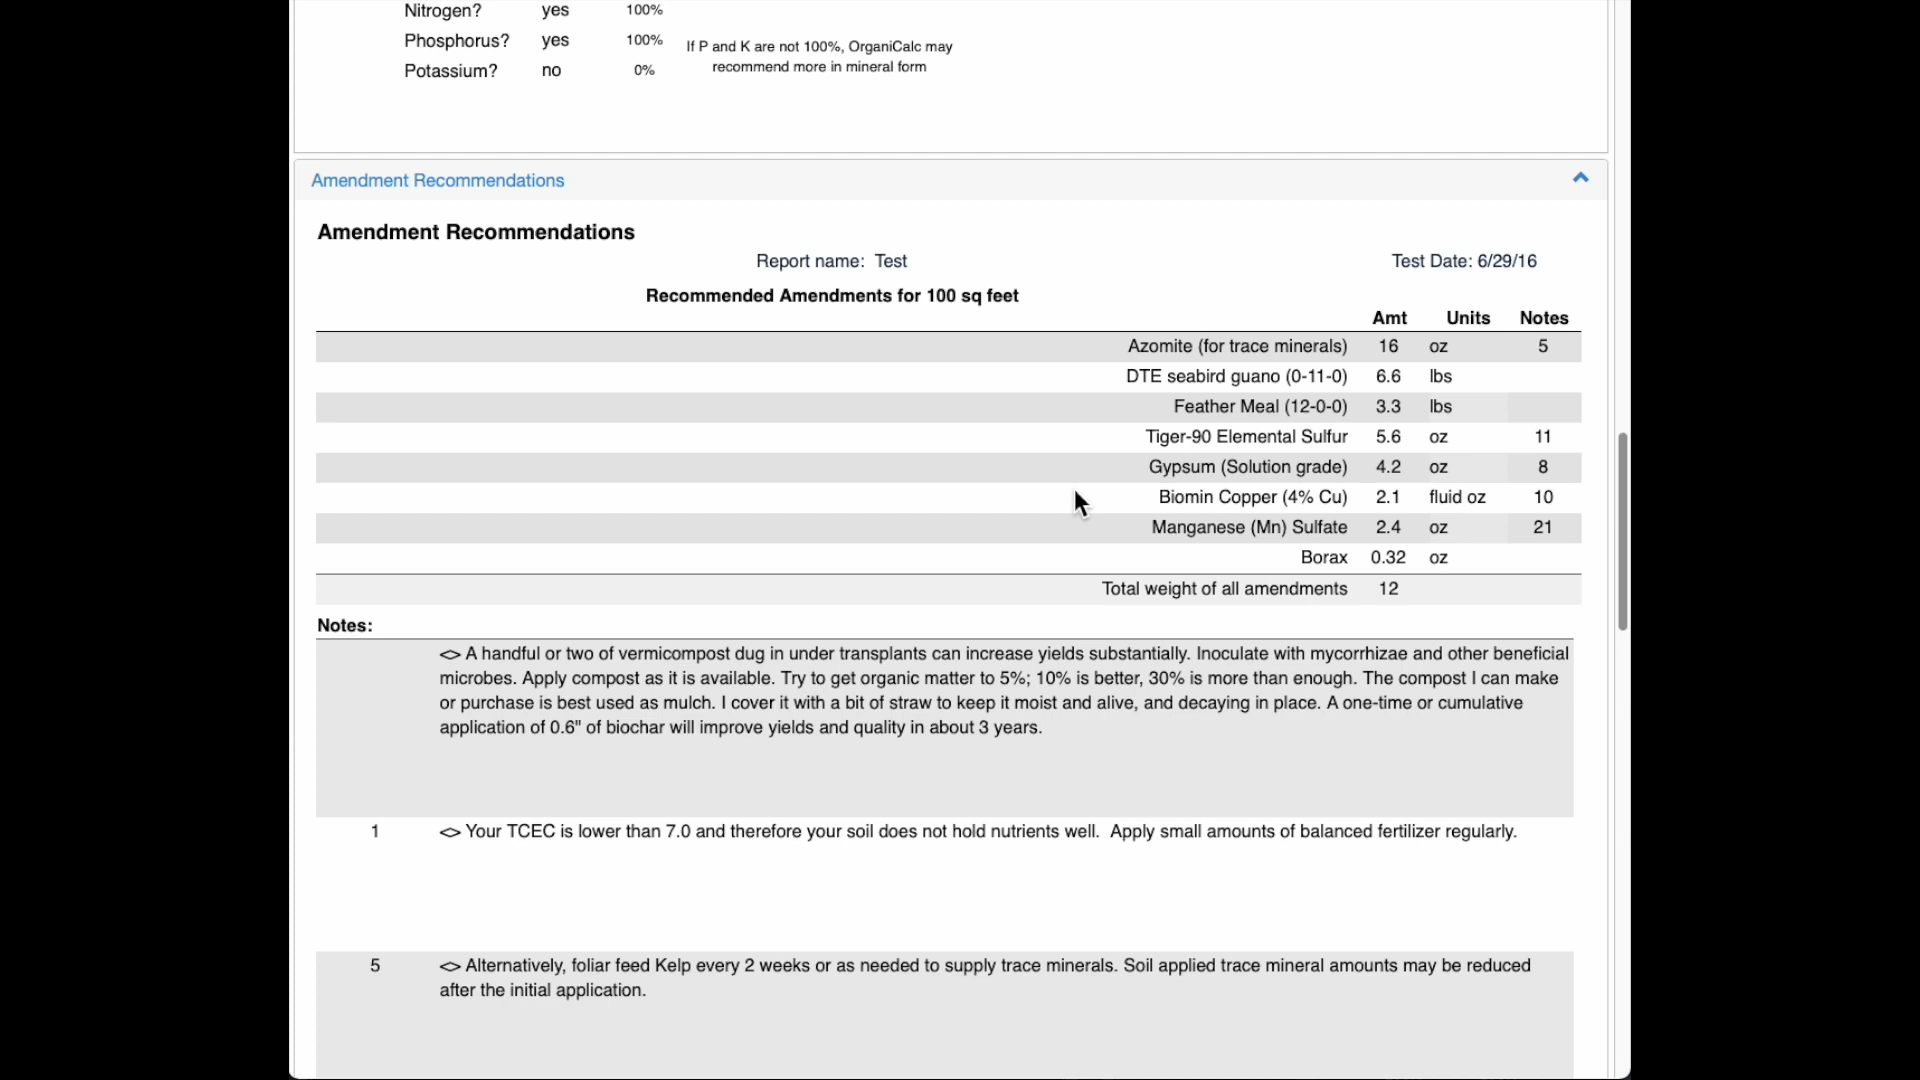 Nitrogen? yes 100%
Phosphorus? yes 100% If P and K are not 100%, OrganiCalc may
recommend more in mineral form
Potassium? no 0%
Amendment Recommendations
Amendment Recommendations
Report name: Test Test Date: 6/29/16
Recommended Amendments for 100 sq feet
Amt Units Notes
Azomite (for trace minerals) 16 oz 5
DTE seabird guano (0-11-0) 6.6 lbs
Feather Meal (12-0-0) 3.3 lbs
Tiger-90 Elemental Sulfur 5.6 oz 11
Gypsum (Solution grade) 4.2 oz 8
Biomin Copper (4% Cu) 2.1 fluid oz 10
Manganese (Mn) Sulfate 2.4 oz 21
Borax 0.32 oz
Total weight of all amendments 12
Notes:
<> A handful or two of vermicompost dug in under transplants can increase yields substantially. Inoculate with mycorrhizae and other beneficial
microbes. Apply compost as it is available. Try to get organic matter to 5%; 10% is better, 30% is more than enough. The compost I can make
or purchase is best used as mulch. I cover it with a bit of straw to keep it moist and alive, and decaying in place. A one-time or cumulative
application of 0.6" of biochar will improve yields and quality in about 3 years.
1 <> Your TCEC is lower than 7.0 and therefore your soil does not hold nutrients well. Apply small amounts of balanced fertilizer regularly.
5 <> Alternatively, foliar feed Kelp every 2 weeks or as needed to supply trace minerals. Soil applied trace mineral amounts may be reduced
after the initial application.